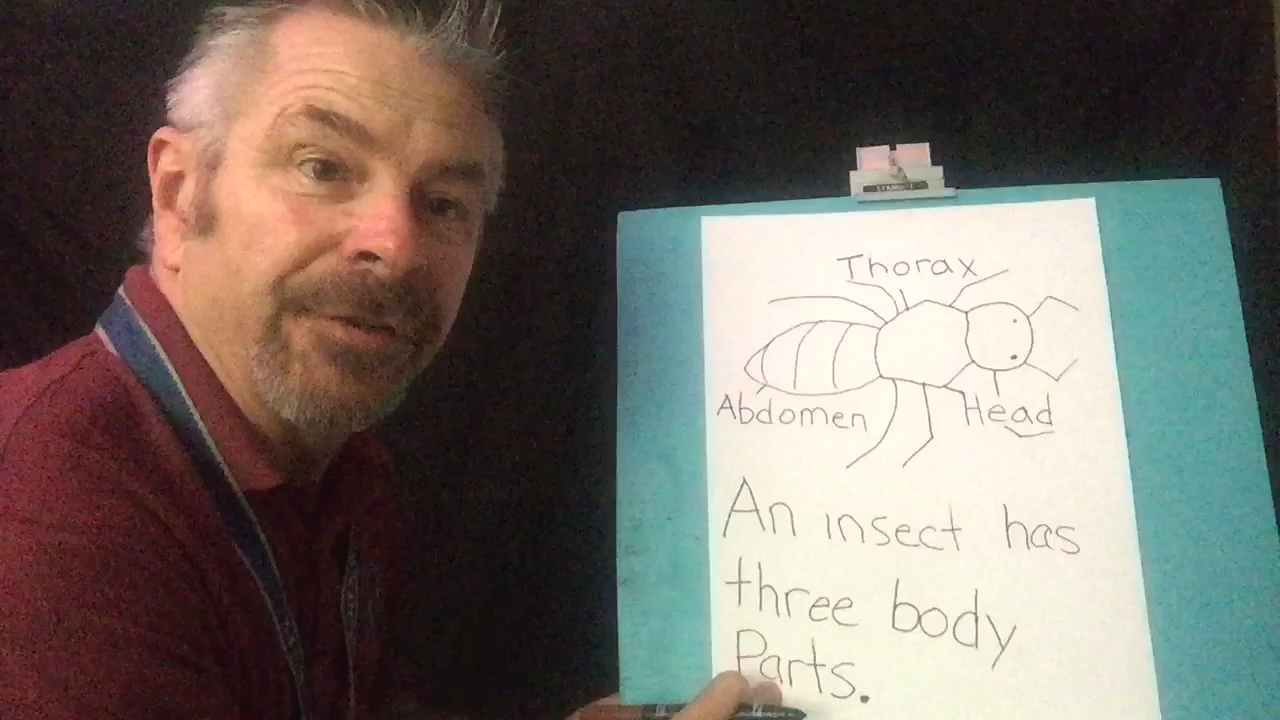 Thorax
Abdomen
Head
An insect has
three body
Parts.